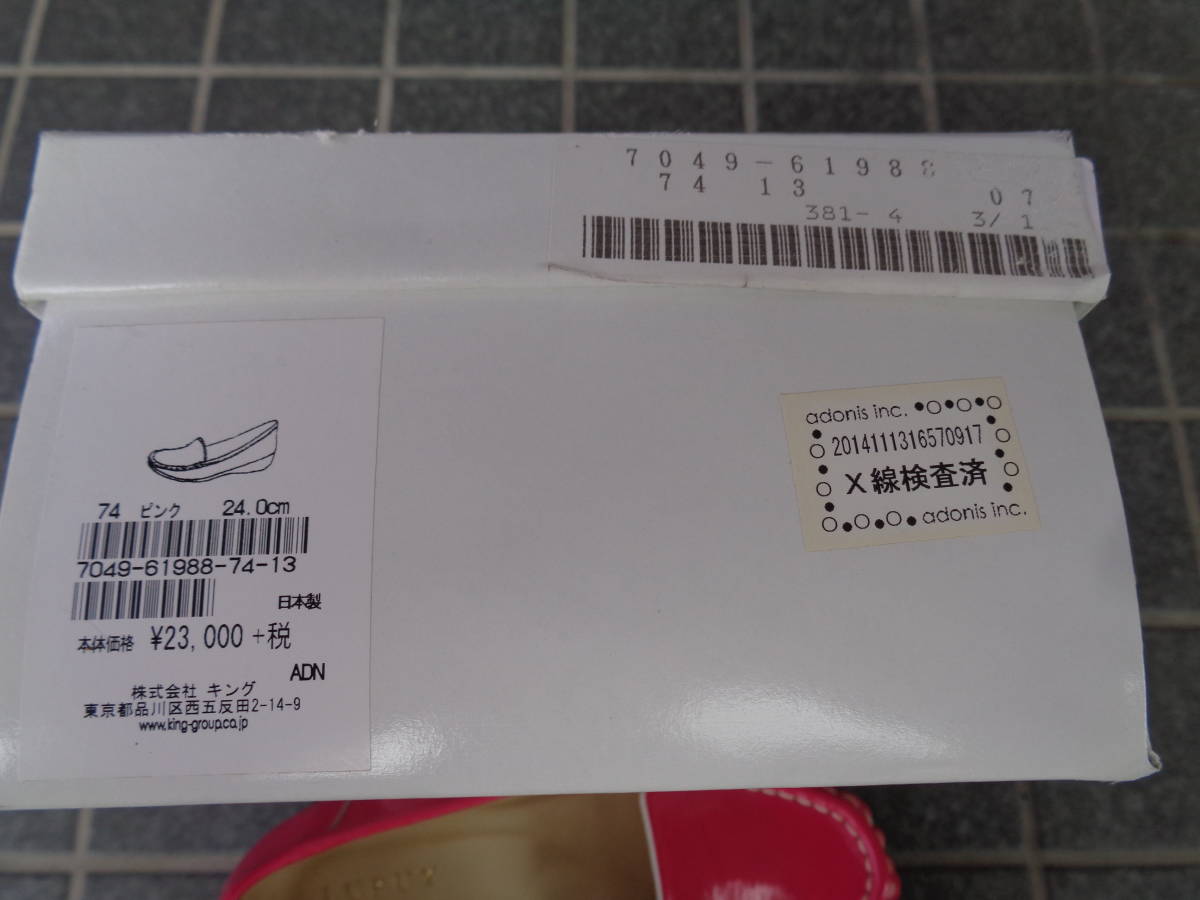 7049-61988
74 13
07
381- 4 3/ 1
adonis inc.
2014111316570917
X線検査済
adonis inc.
74 ピンク 24.0cm
7049-61988-74-13
日本製
本体価格 ¥23,000 +税
ADN
株式会社 キング
東京都品川区西五反田2-14-9
www.king-group.co.jp